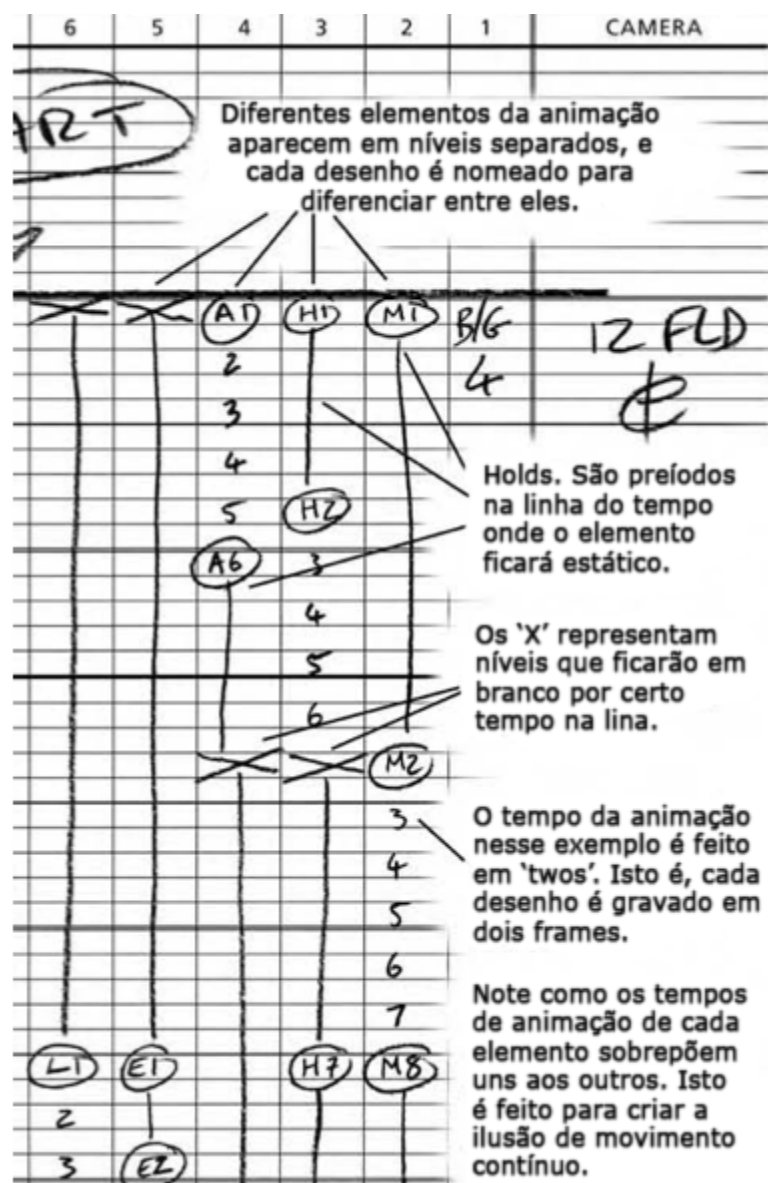 6 5 4 3 2 1 CAMERA
ART
Diferentes elementos da animação
aparecem em níveis separados, e
cada desenho é nomeado para
diferenciar entre eles.
A1 H1 M1 B/G 12 FLD
2 4 ₵
3
4
5 H2
Holds. São preíodos
na linha do tempo
onde o elemento
ficará estático.
A6 3
4
5
6
Os ‘X’ representam
níveis que ficarão em
branco por certo
tempo na lina.
X X M2
3
4
5
6
7
O tempo da animação
nesse exemplo é feito
em ‘twos’. Isto é, cada
desenho é gravado em
dois frames.
Note como os tempos
de animação de cada
elemento sobrepõem
uns aos outros. Isto
é feito para criar a
ilusão de movimento
contínuo.
L1 E1 H7 M8
2
3 E2